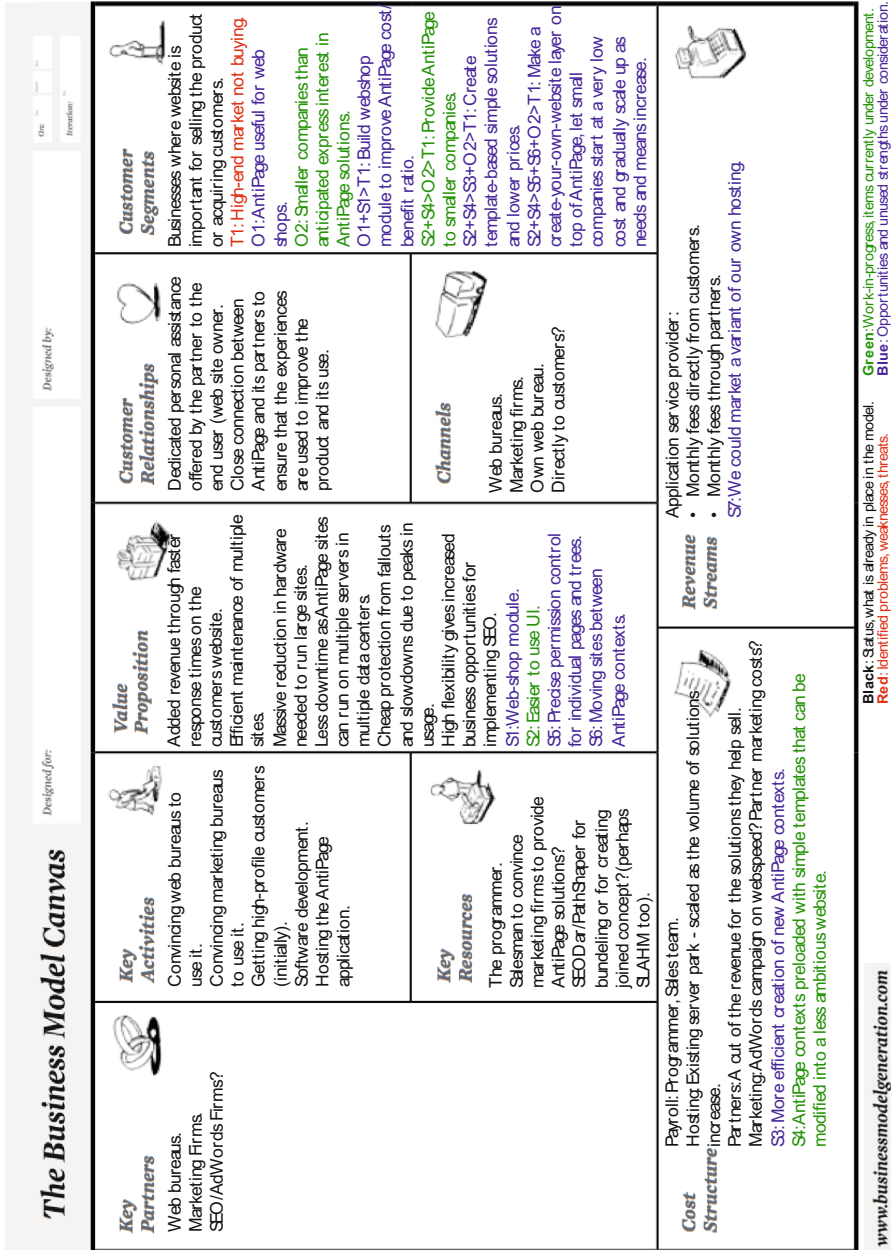 The Business Model Canvas
Designed for:
Designed by:
On:
Iteration:
Key
Partners
Web bureaus.
Marketing Firms.
SEO/AdWords Firms?
Key
Activities
Convincing web bureaus to
use it.
Convincing marketing bureaus
to use it.
Getting high-profile customers
(initially).
Software development.
Hosting the AntiPage
application.
Key
Resources
The programmer.
Salesman to convince
marketing firms to provide
AntiPage solutions?
SEODar/PathShaper for
bundeling or for creating
joined concept? (perhaps
SLAHM too).
Value
Proposition
Added revenue through faster
response times on the
customer's website.
Efficient maintenance of multiple
sites.
Massive reduction in hardware
needed to run large sites.
Less downtime as AntiPage sites
can run on multiple servers in
multiple data centers.
Cheap protection from fallouts
and slowdowns due to peaks in
usage.
High flexibility gives increased
business opportunities for
implementing SEO.
S1: Web-shop module.
S2: Easier to use UI.
S5: Precise permission control
for individual pages and trees.
S6: Moving sites between
AntiPage contexts.
Customer
Relationships
Dedicated personal assistance
offered by the partner to the
end user (web site owner.
Close connection between
AntiPage and its partners to
ensure that the experiences
are used to improve the
product and its use.
Channels
Web bureaus.
Marketing firms.
Own web bureau.
Directly to customers?
Customer
Segments
Businesses where website is
important for selling the product
or acquiring customers.
T1: High-end market not buying.
O1: AntiPage useful for web
shops.
O2: Smaller companies than
anticipated express interest in
AntiPage solutions.
O1+S1>T1: Build webshop
module to improve AntiPage cost/
benefit ratio.
S2+S4>O2>T1: Provide AntiPage
to smaller companies.
S2+S4>S3+O2>T1: Create
template-based simple solutions
and lower prices.
S2+S4>S5+S6+O2>T1: Make a
create-your-own-website layer on
top of AntiPage, let small
companies start at a very low
cost and gradually scale up as
needs and means increase.
Cost
Structure
Payroll: Programmer, Sales team.
Hosting: Existing server park - scaled as the volume of solutions
increase.
Partners: A cut of the revenue for the solutions they help sell.
Marketing: AdWords campaign on webspeed? Partner marketing costs?
S3: More efficient creation of new AntiPage contexts.
S4: AntiPage contexts preloaded with simple templates that can be
modified into a less ambitious website.
Revenue
Streams
Application service provider:
• Monthly fees directly from customers.
• Monthly fees through partners.
S7: We could market a variant of our own hosting.
www.businessmodelgeneration.com
Black: Status, what is already in place in the model.
Red: Identified problems, weaknesses, threats.
Green: Work-in-progress, items currently under development.
Blue: Opportunities and unused strengths under consideration.